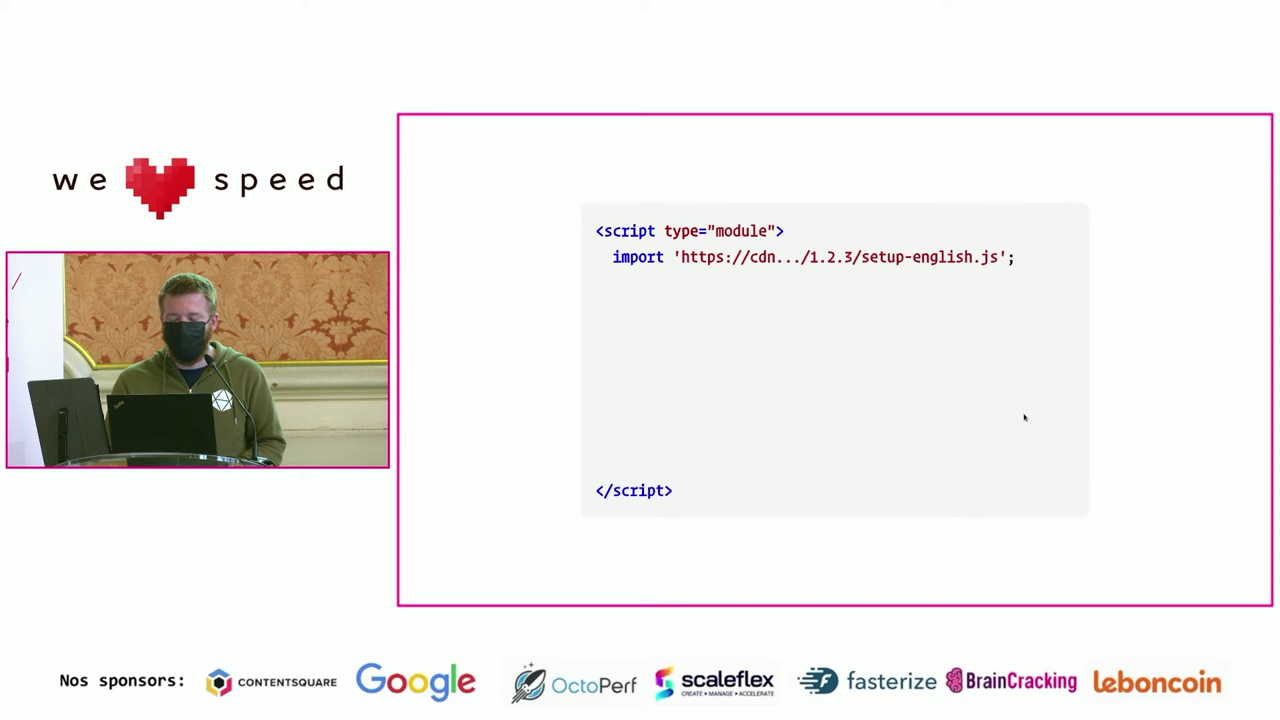 we speed
<script type="module">
import 'https://cdn.../1.2.3/setup-english.js';
</script>
Nos sponsors:
CONTENTSQUARE
Google
OctoPerf
scaleflex
CREATE • MANAGE • ACCELERATE
fasterize
BrainCracking
leboncoin